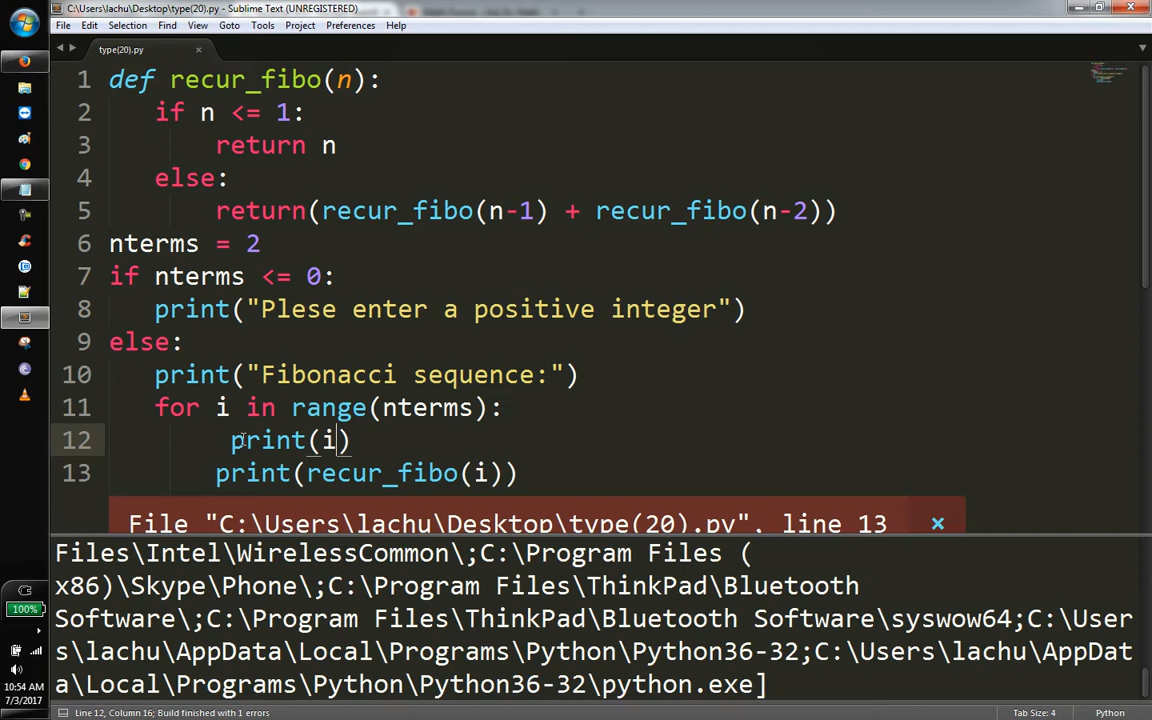 C:\Users\lachu\Desktop\type(20).py - Sublime Text (UNREGISTERED)
File Edit Selection Find View Goto Tools Project Preferences Help
type(20).py ×
1 def recur_fibo(n):
2 if n <= 1:
3 return n
4 else:
5 return(recur_fibo(n-1) + recur_fibo(n-2))
6 nterms = 2
7 if nterms <= 0:
8 print("Plese enter a positive integer")
9 else:
10 print("Fibonacci sequence:")
11 for i in range(nterms):
12 print(i)
13 print(recur_fibo(i))
File "C:\Users\lachu\Desktop\type(20).py", line 13 ×
Files\Intel\WirelessCommon\;C:\Program Files (
x86)\Skype\Phone\;C:\Program Files\ThinkPad\Bluetooth
Software\;C:\Program Files\ThinkPad\Bluetooth Software\syswow64;C:\User
s\lachu\AppData\Local\Programs\Python\Python36-32;C:\Users\lachu\AppDat
a\Local\Programs\Python\Python36-32\python.exe]
100%
10:54 AM
7/3/2017
Line 12, Column 16; Build finished with 1 errors
Tab Size: 4
Python